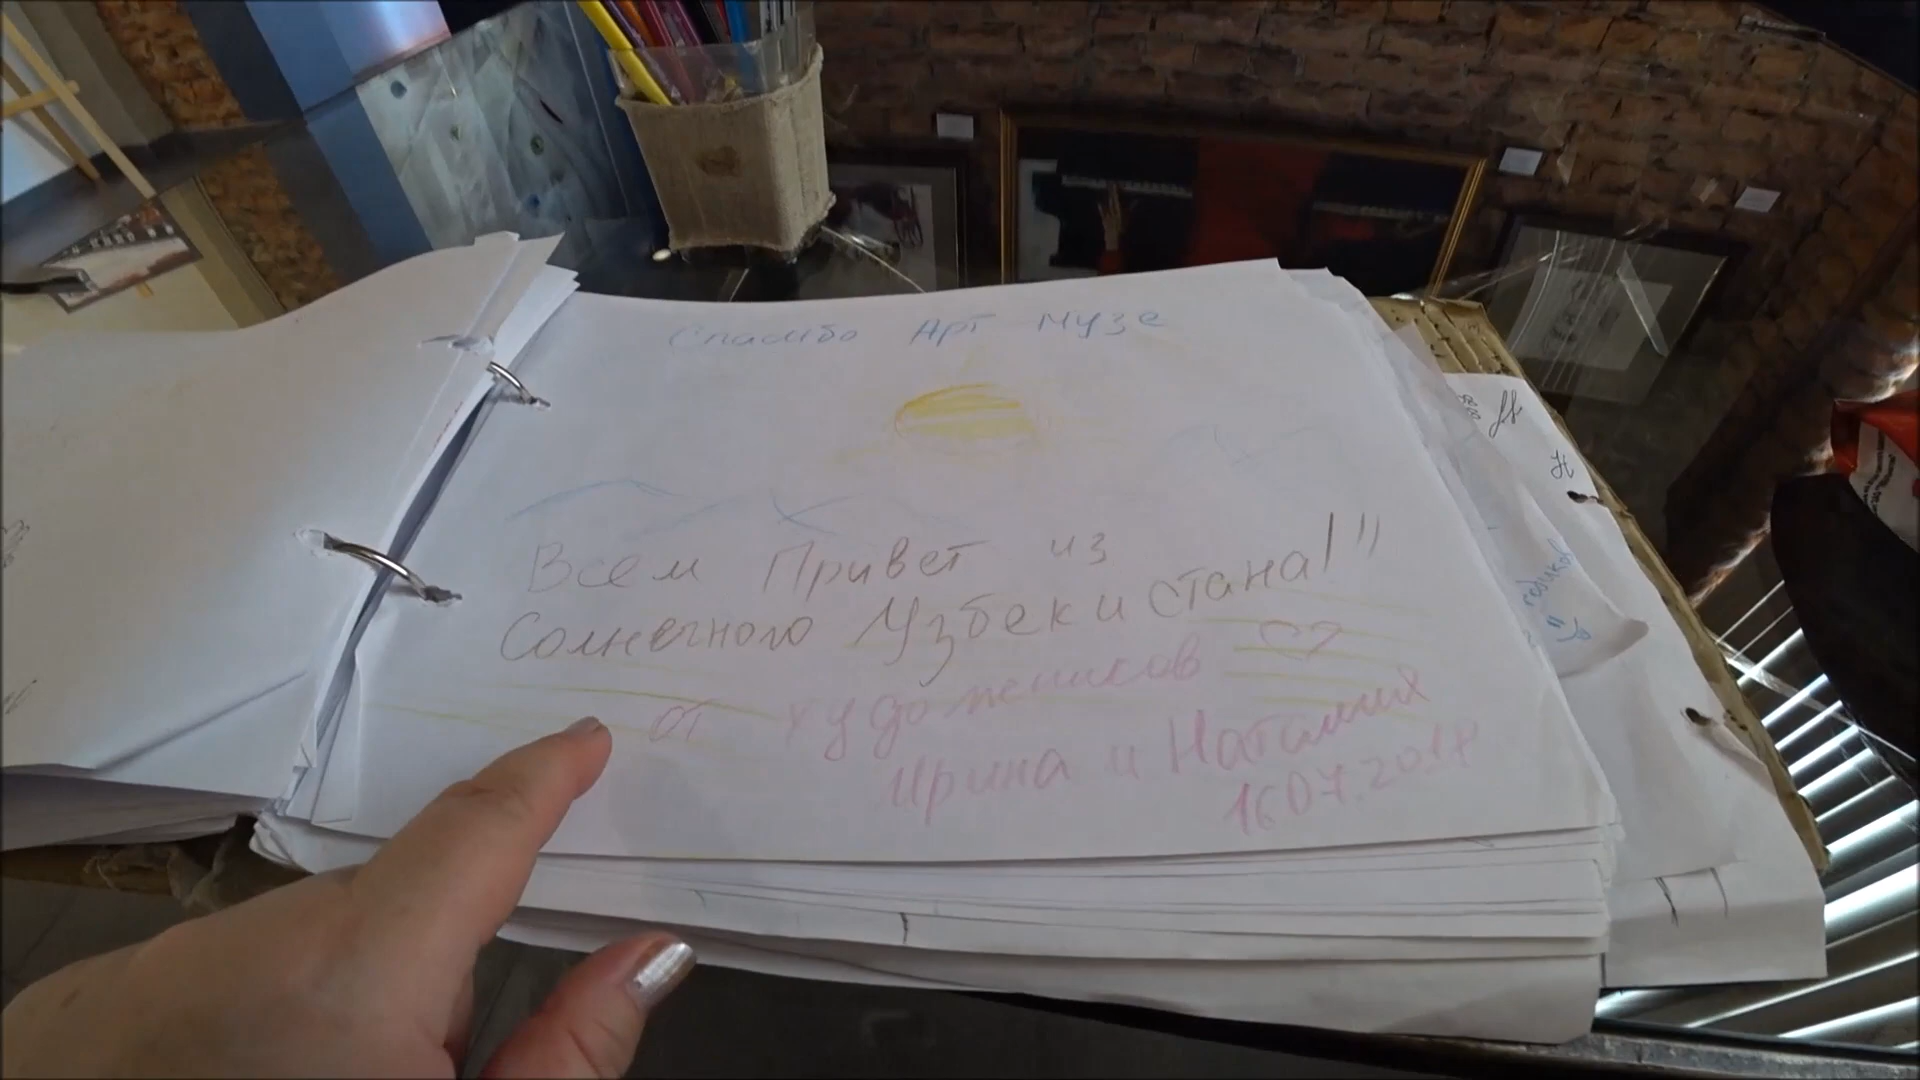 Спасибо Арт Музе
Всем Привет из
Солнечного Узбекистана!"
от художников
Ирина и Наталия
16.07.2017